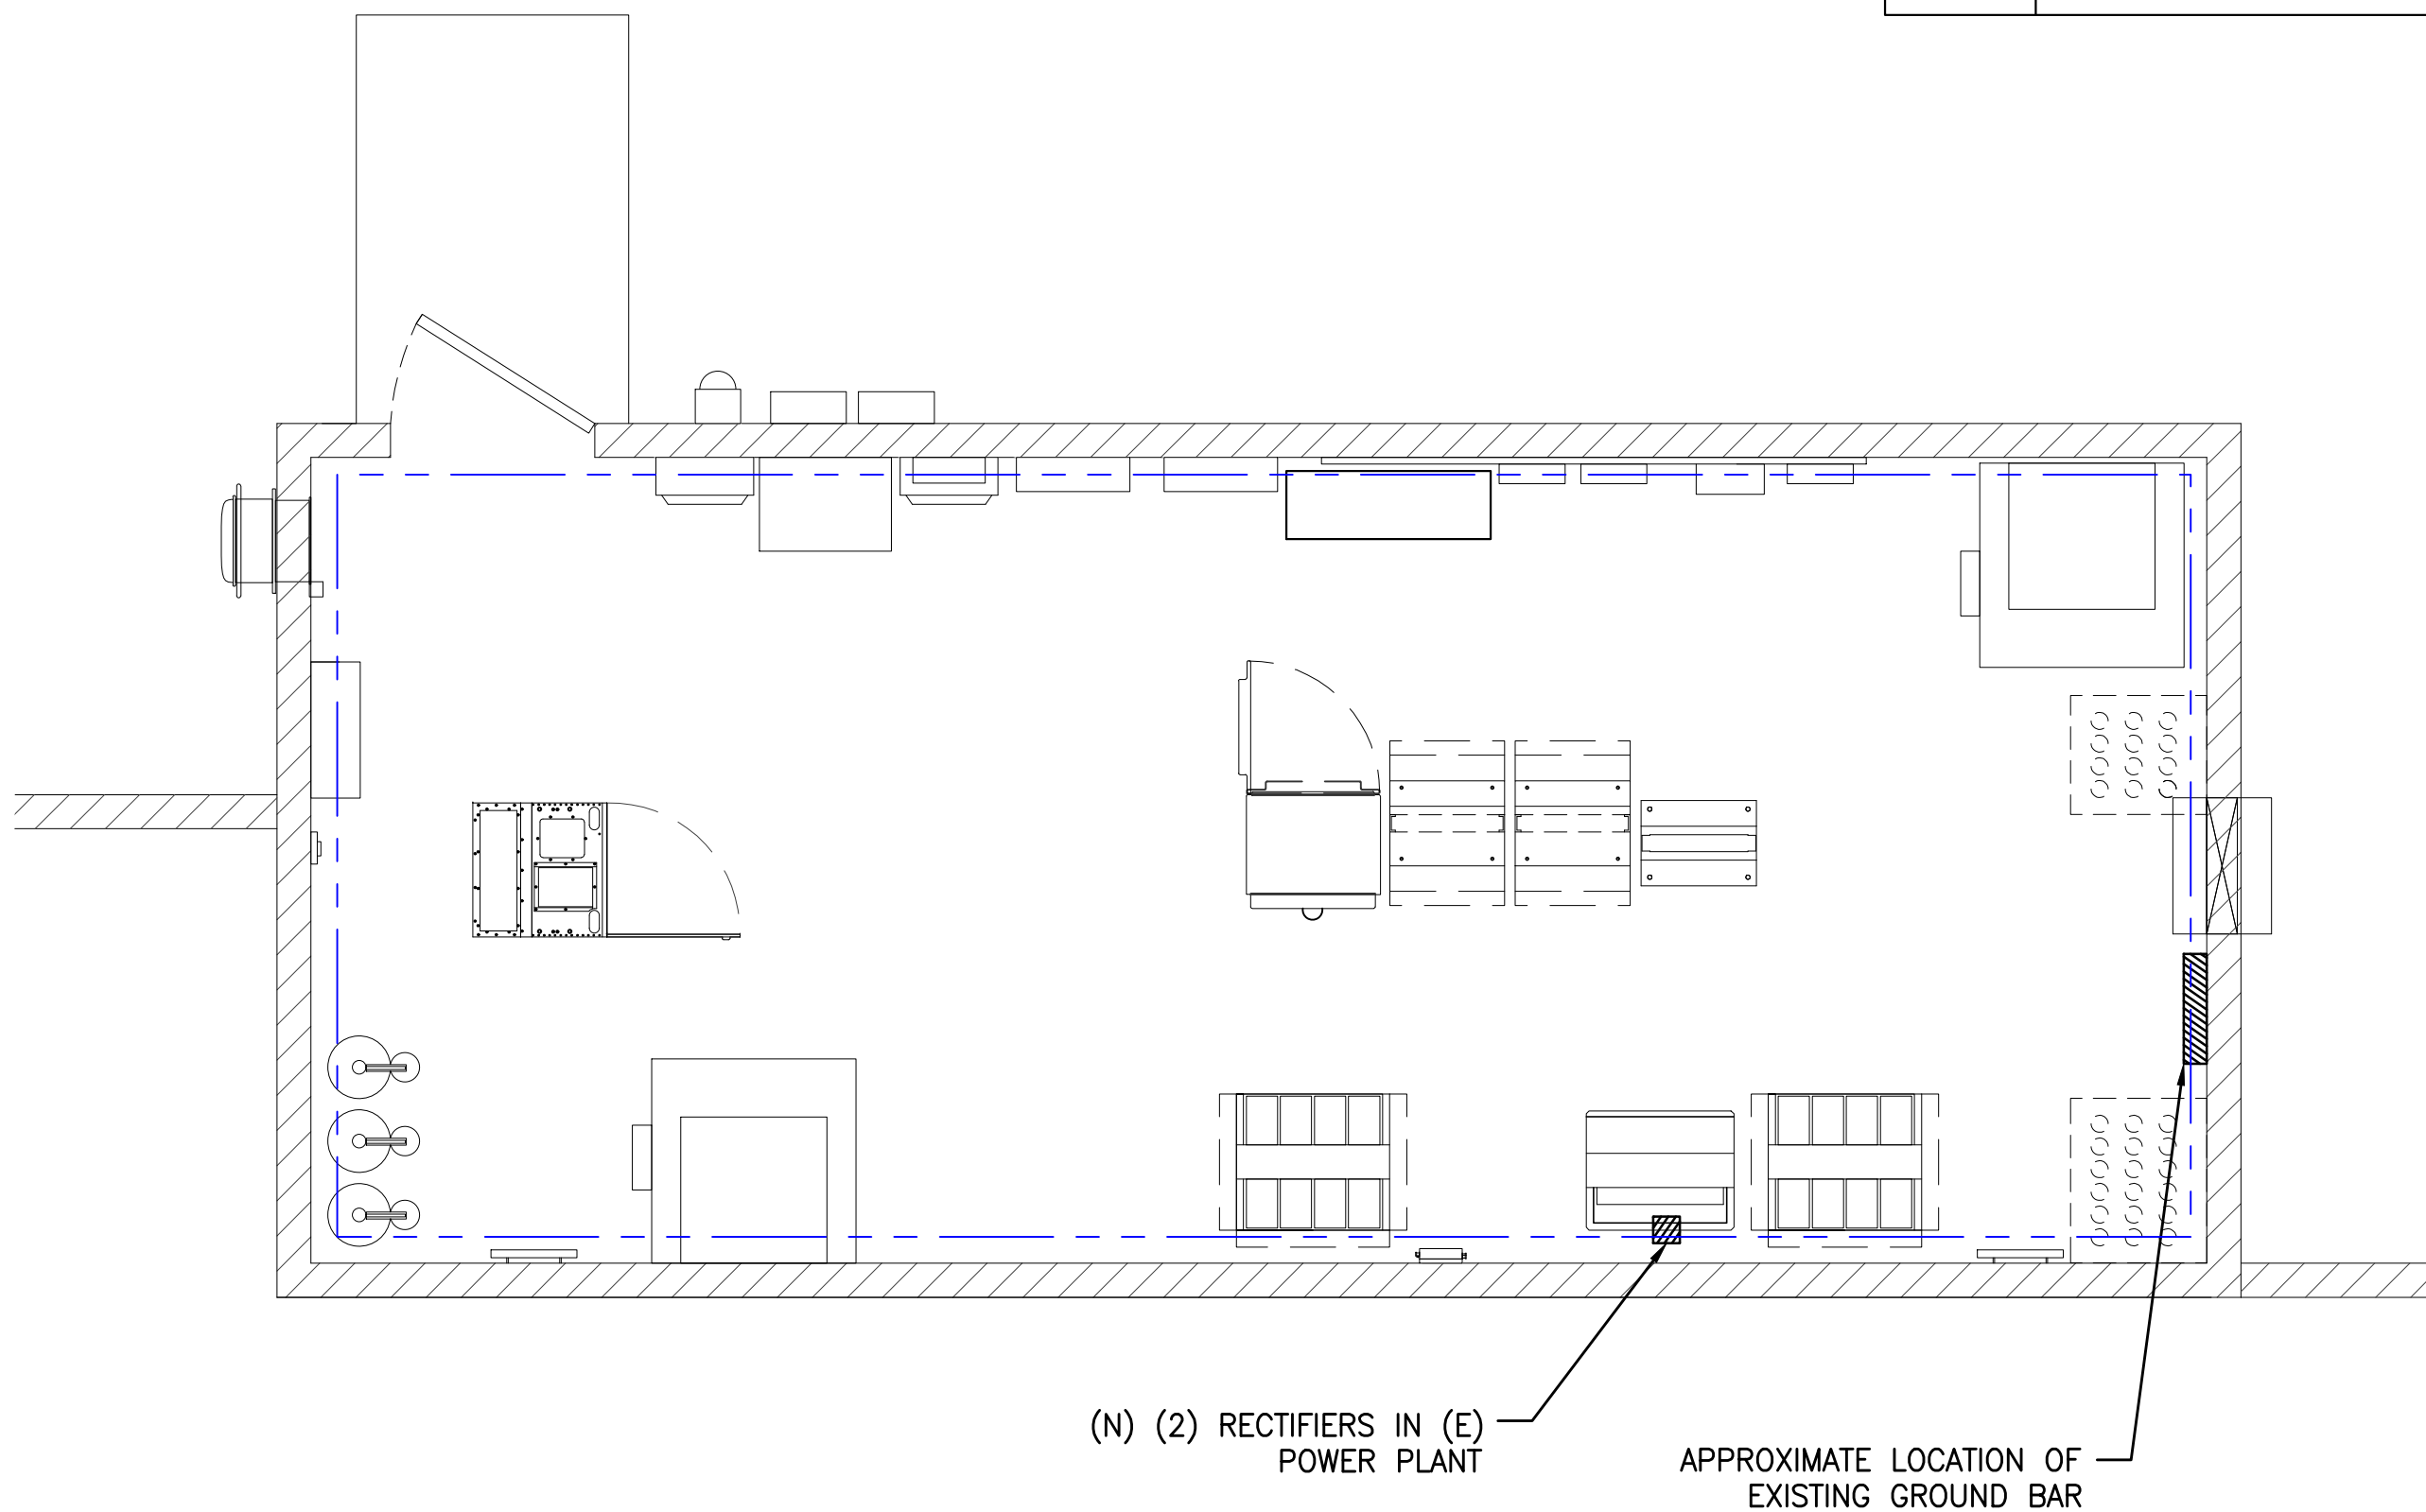 (N) (2) RECTIFIERS IN (E)
POWER PLANT
APPROXIMATE LOCATION OF
EXISTING GROUND BAR